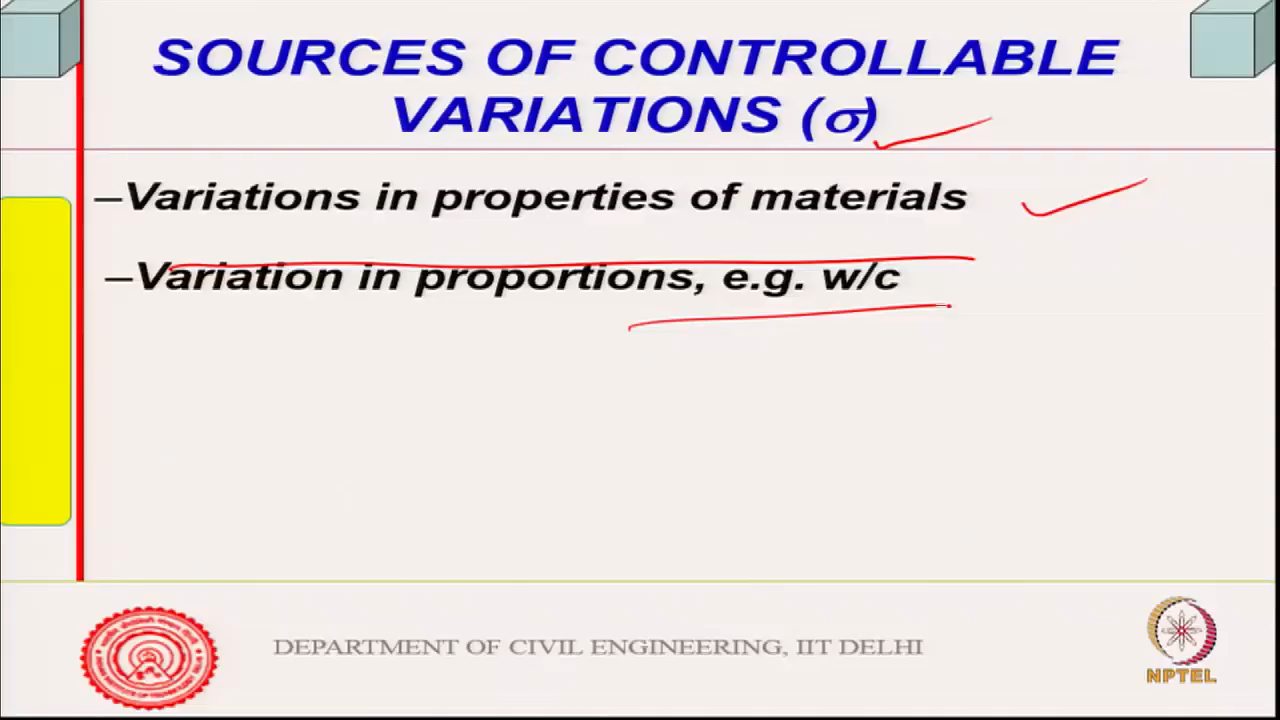 SOURCES OF CONTROLLABLE
VARIATIONS (σ)
–Variations in properties of materials
–Variation in proportions, e.g. w/c
DEPARTMENT OF CIVIL ENGINEERING, IIT DELHI
NPTEL